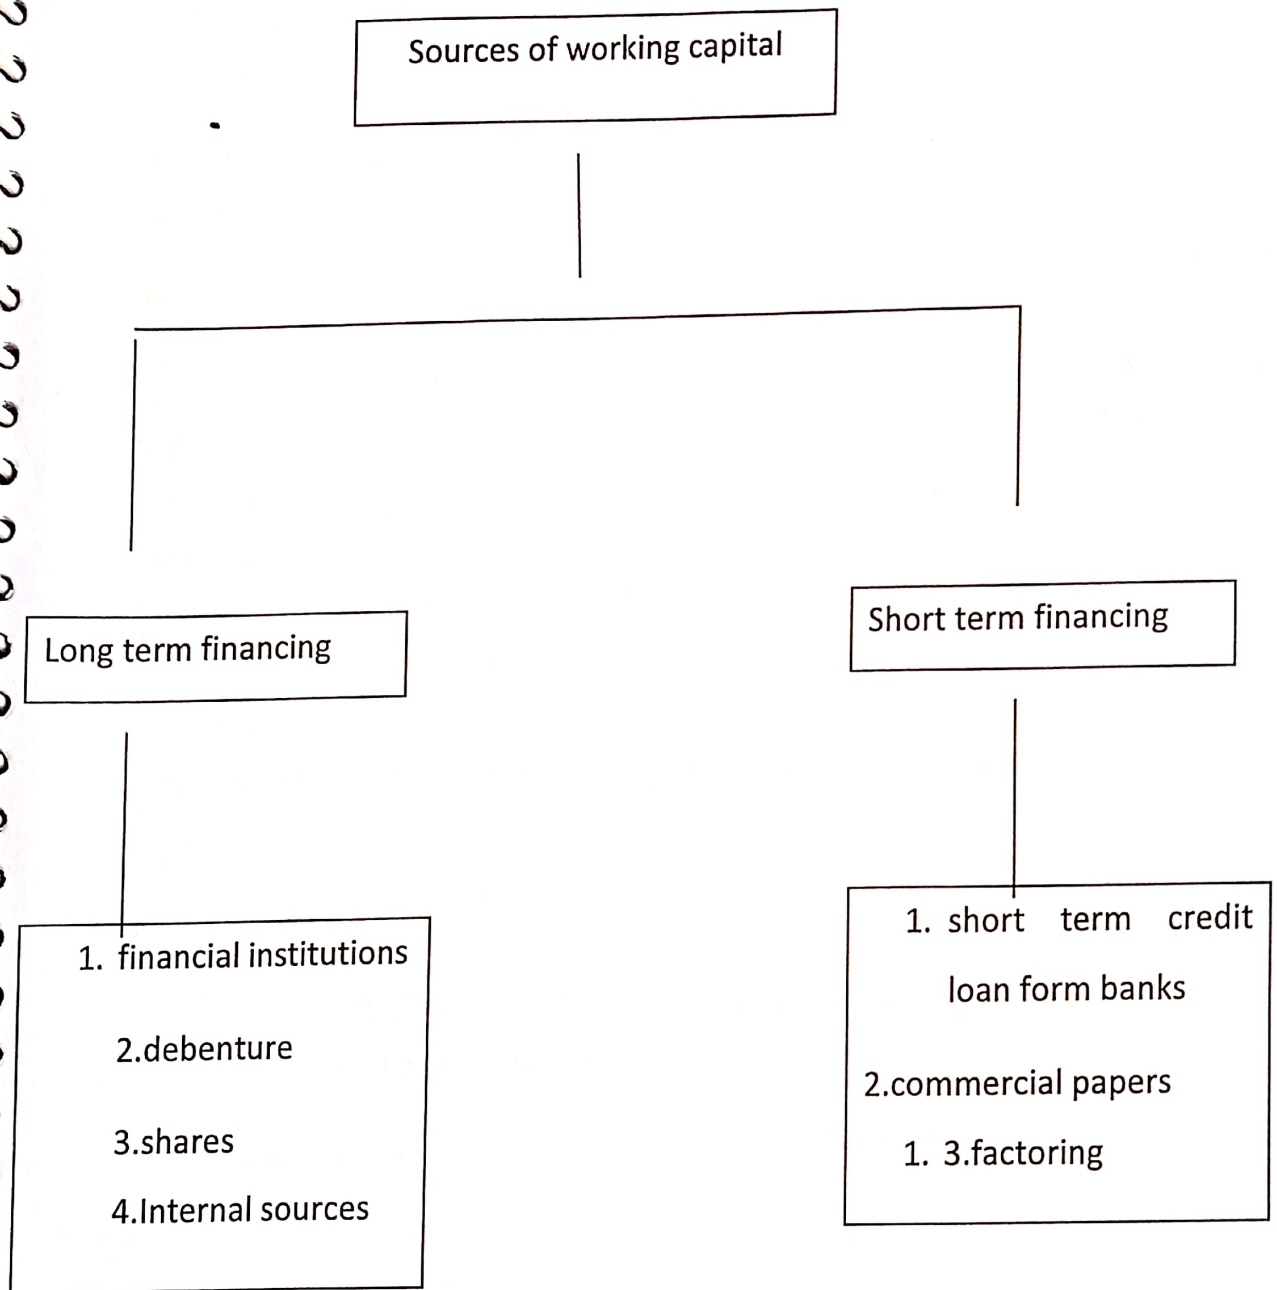 Sources of working capital
Long term financing
Short term financing
1. financial institutions
2.debenture
3.shares
4.Internal sources
1. short term credit
loan form banks
2.commercial papers
1. 3.factoring